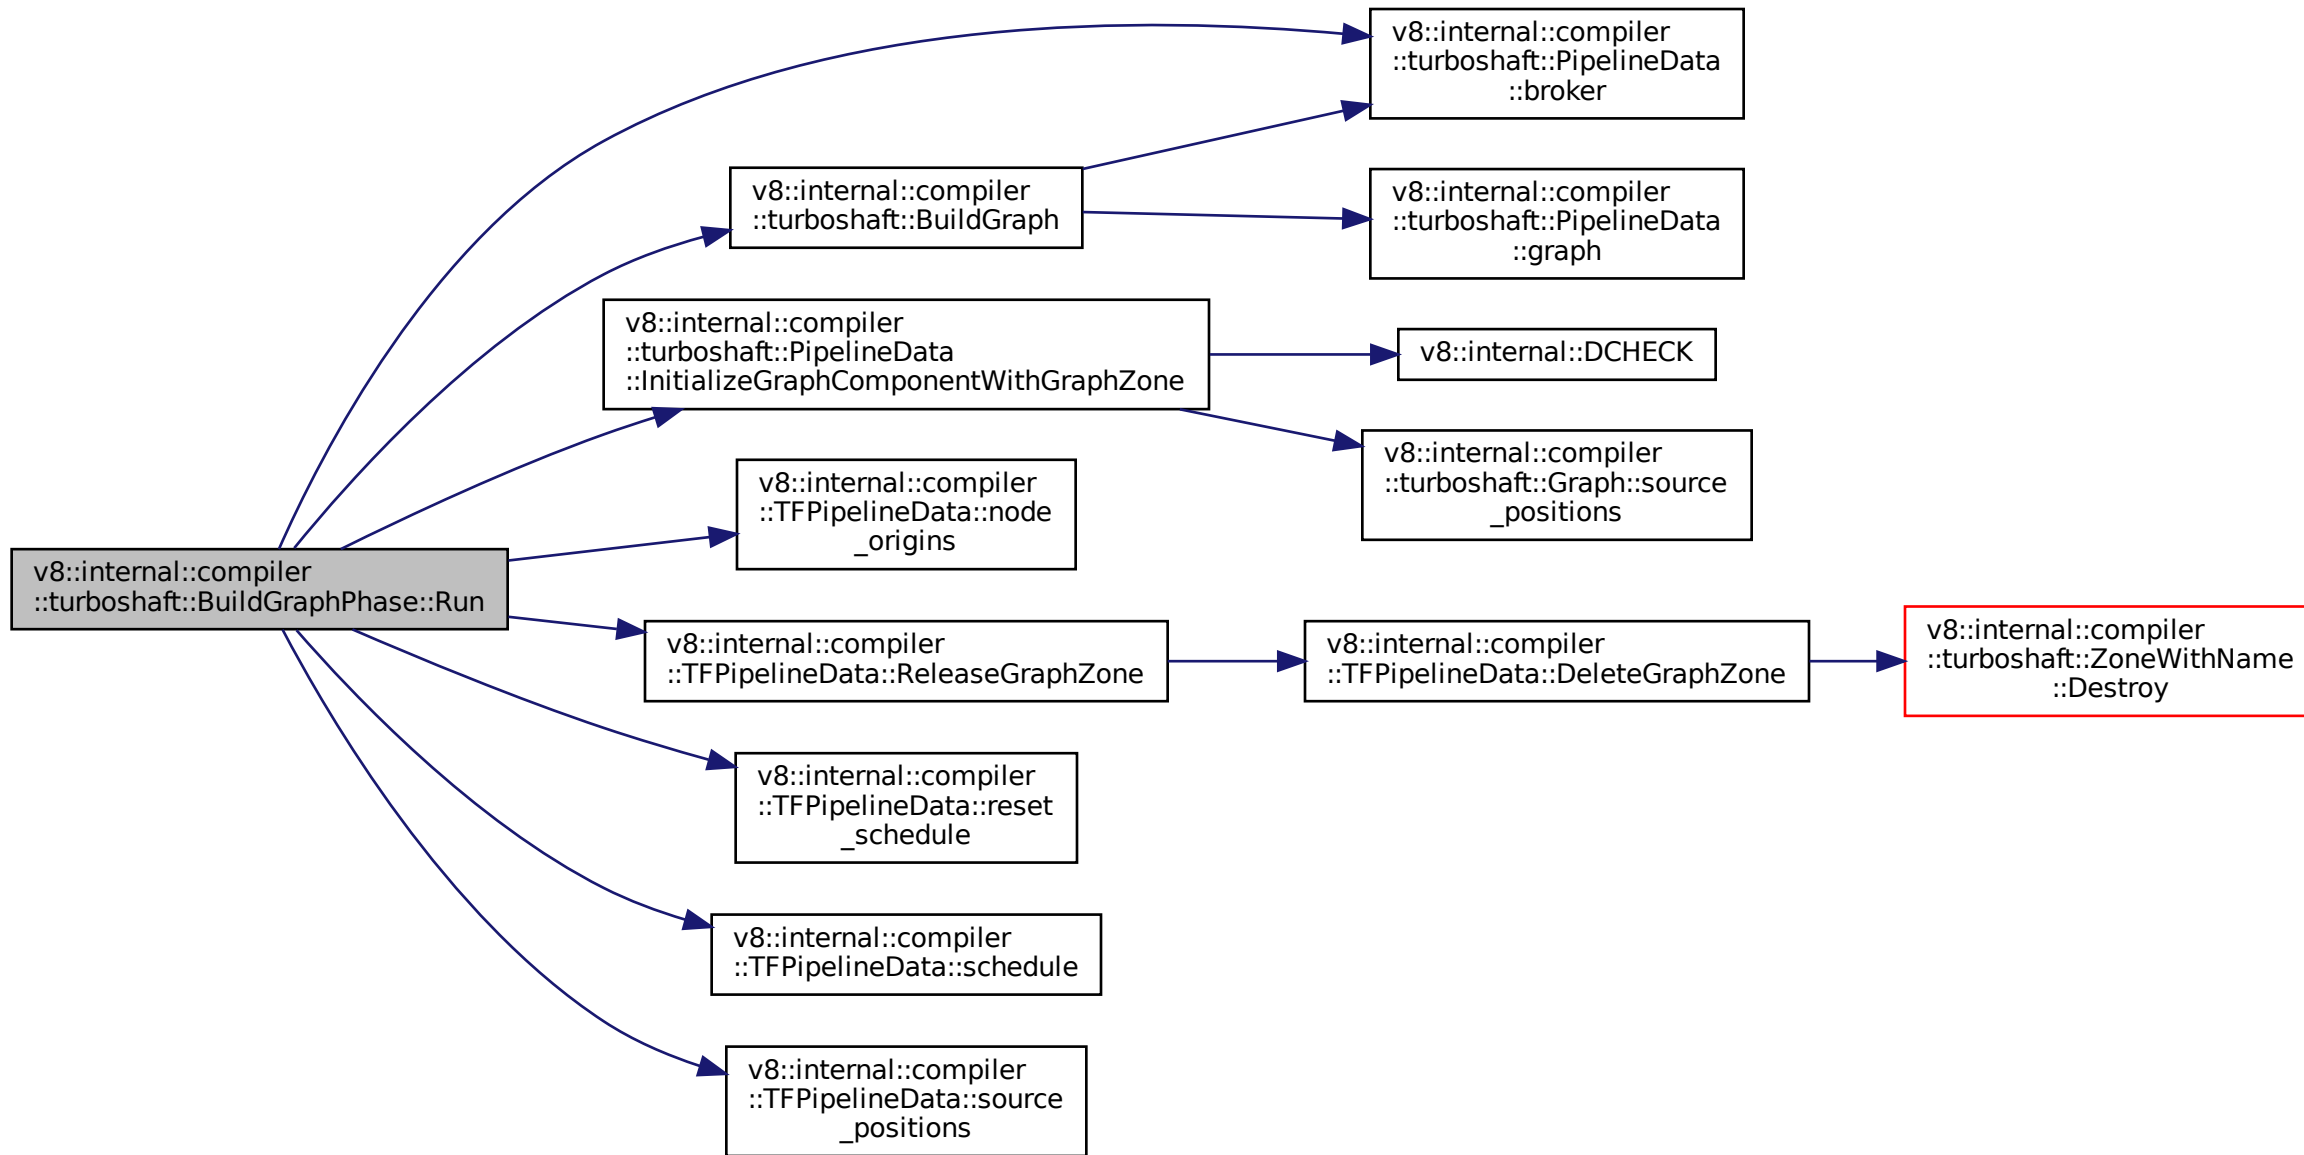 v8::internal::compiler
::turboshaft::BuildGraphPhase::Run
v8::internal::compiler
::turboshaft::PipelineData
::broker
v8::internal::compiler
::turboshaft::BuildGraph
v8::internal::compiler
::turboshaft::PipelineData
::graph
v8::internal::compiler
::turboshaft::PipelineData
::InitializeGraphComponentWithGraphZone
v8::internal::DCHECK
v8::internal::compiler
::turboshaft::Graph::source
_positions
v8::internal::compiler
::TFPipelineData::node
_origins
v8::internal::compiler
::TFPipelineData::ReleaseGraphZone
v8::internal::compiler
::TFPipelineData::DeleteGraphZone
v8::internal::compiler
::turboshaft::ZoneWithName
::Destroy
v8::internal::compiler
::TFPipelineData::reset
_schedule
v8::internal::compiler
::TFPipelineData::schedule
v8::internal::compiler
::TFPipelineData::source
_positions